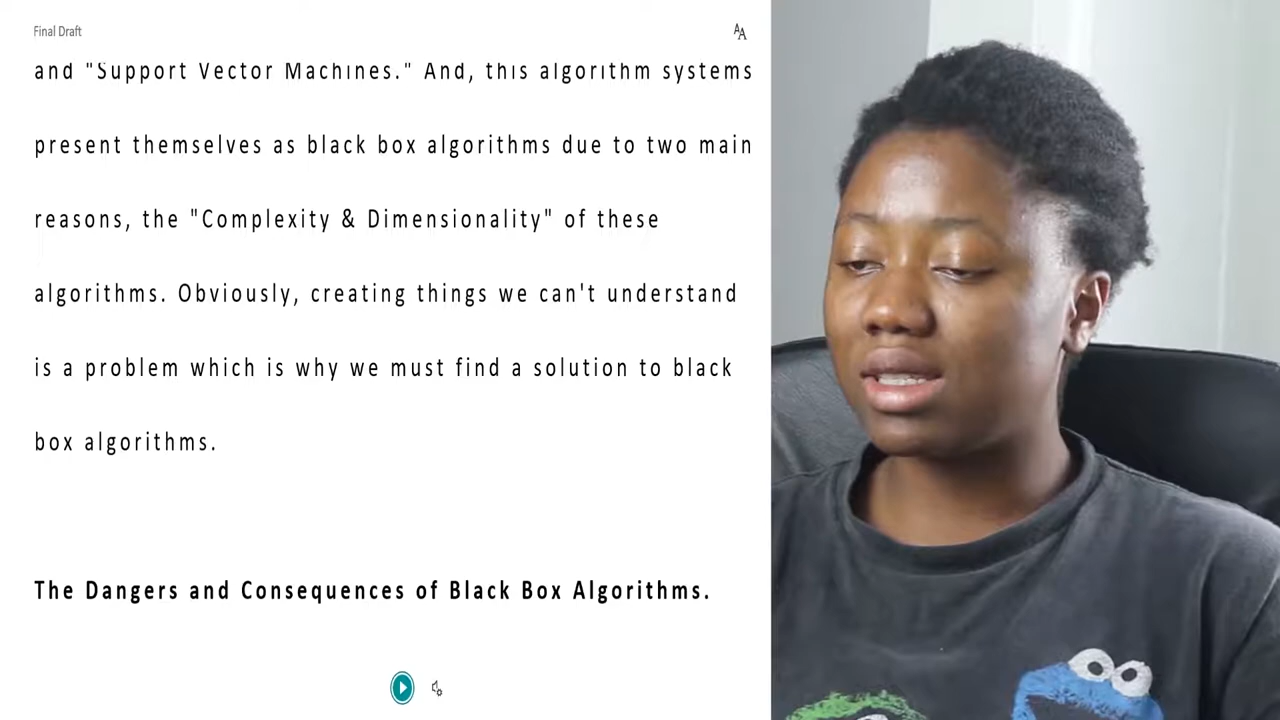 Final Draft
and "Support Vector Machines." And, this algorithm systems
present themselves as black box algorithms due to two main
reasons, the "Complexity & Dimensionality" of these
algorithms. Obviously, creating things we can't understand
is a problem which is why we must find a solution to black
box algorithms.
The Dangers and Consequences of Black Box Algorithms.